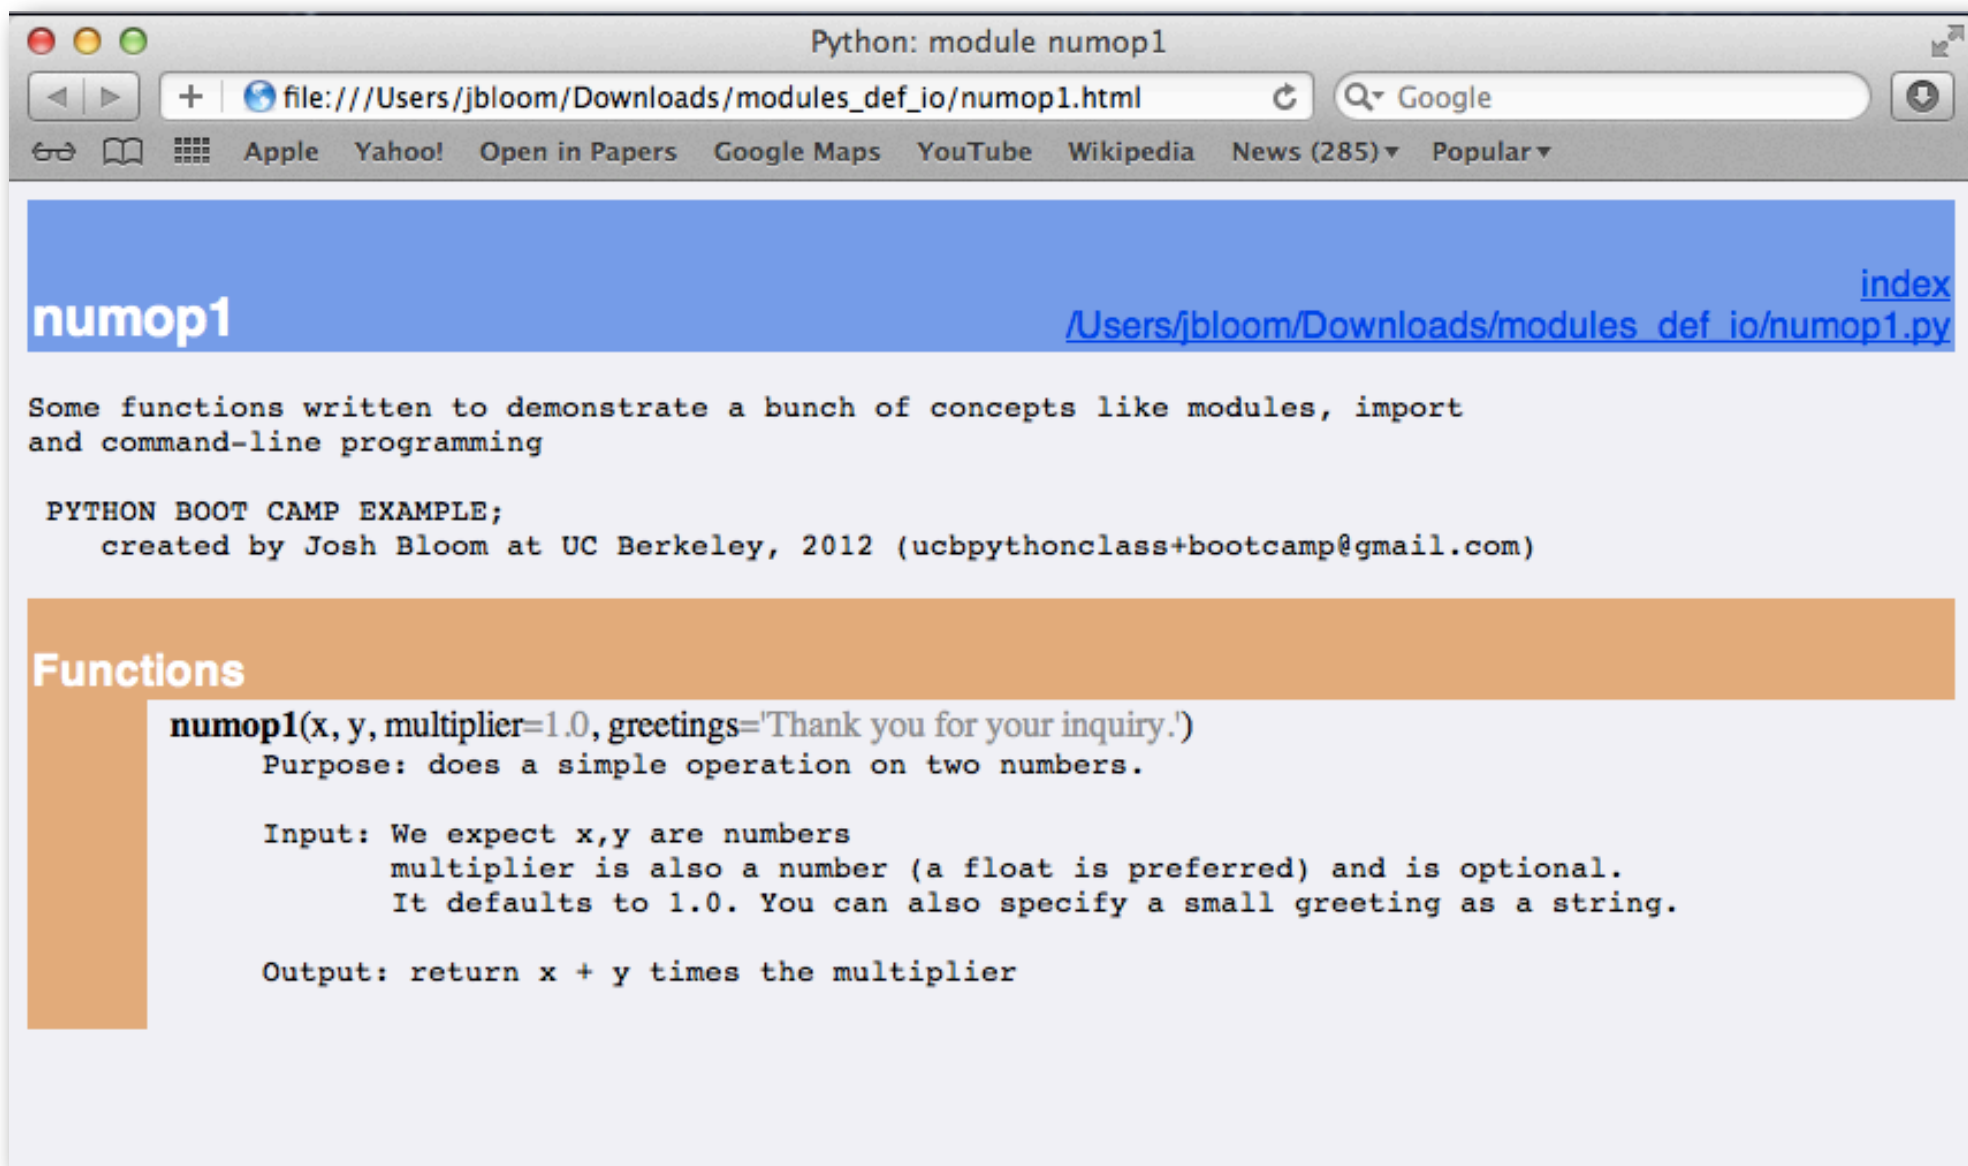 Python: module numop1
file:///Users/jbloom/Downloads/modules_def_io/numop1.html
Google
Apple Yahoo! Open in Papers Google Maps YouTube Wikipedia News (285) Popular
index
numop1
/Users/jbloom/Downloads/modules_def_io/numop1.py
Some functions written to demonstrate a bunch of concepts like modules, import
and command-line programming
PYTHON BOOT CAMP EXAMPLE;
created by Josh Bloom at UC Berkeley, 2012 (ucbpythonclass+bootcamp@gmail.com)
Functions
numop1(x, y, multiplier=1.0, greetings='Thank you for your inquiry.')
Purpose: does a simple operation on two numbers.
Input: We expect x,y are numbers
multiplier is also a number (a float is preferred) and is optional.
It defaults to 1.0. You can also specify a small greeting as a string.
Output: return x + y times the multiplier